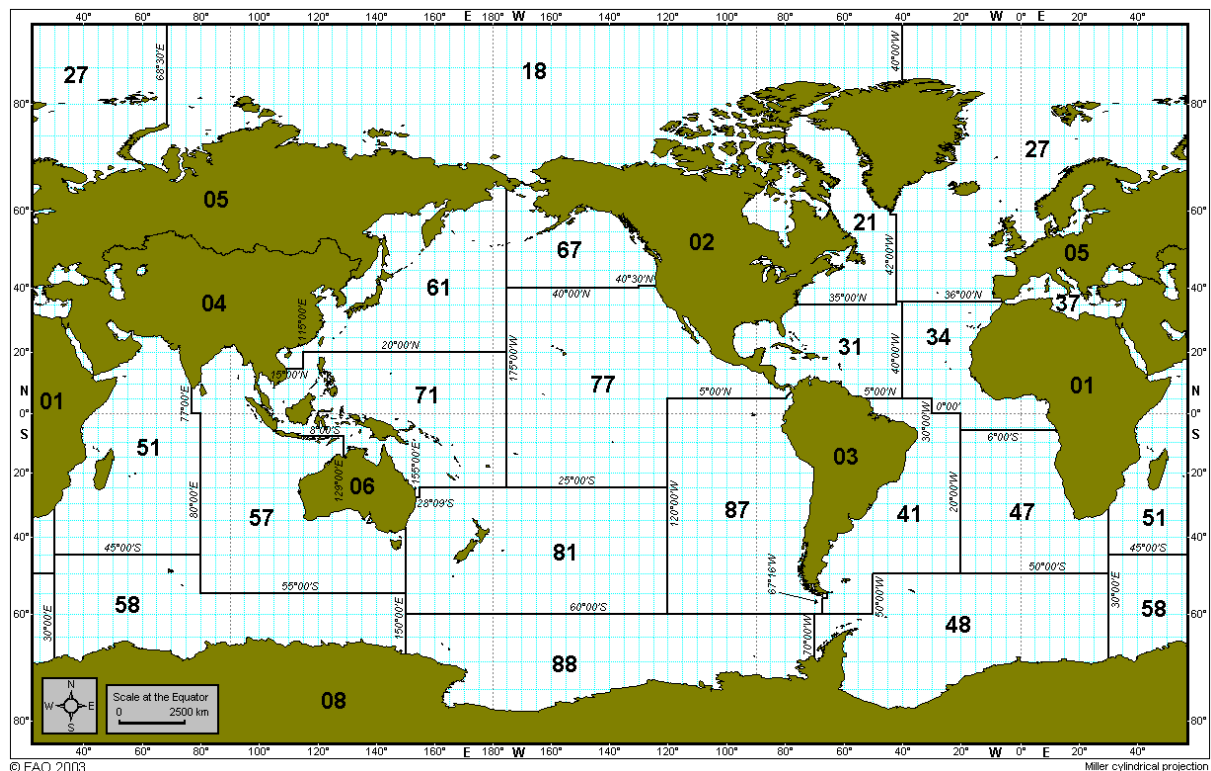 40° 60° 80° 100° 120° 140° 160° E 180° W 160° 140° 120° 100° 80° 60° 40° 20° W 0° E 20° 40°
27
68°30'E
18
40°00'W
80°
80°
27
05
60°
21
60°
67
02
42°00'W
05
61
40°30'N
40°
04
40°00'N
35°00'N
36°00'N
37
40°
115°00'E
34
20°00'N
175°00'W
31
40°00'W
20°
20°
15°00'N
77
01
71
5°00'N
5°00'N
N
01
77°00'E
0°00'
N
0°
0°
S
8°00'S
30°00'W
6°00'S
S
51
155°00'E
03
20°
129°00'E
06
20°
80°00'E
25°00'S
120°00'W
20°00'W
28°09'S
57
87
41
47
51
40°
40°
45°00'S
81
45°00'S
50°00'S
55°00'S
67°16'W
58
30°00'E
58
60°
60°00'S
50°00'W
60°
30°00'E
150°00'E
70°00'W
48
88
N
W E
S
Scale at the Equator
0 2500 km
08
80°
80°
40° 60° 80° 100° 120° 140° 160° E 180° W 160° 140° 120° 100° 80° 60° 40° 20° W 0° E 20° 40°
© FAO 2003
Miller cylindrical projection